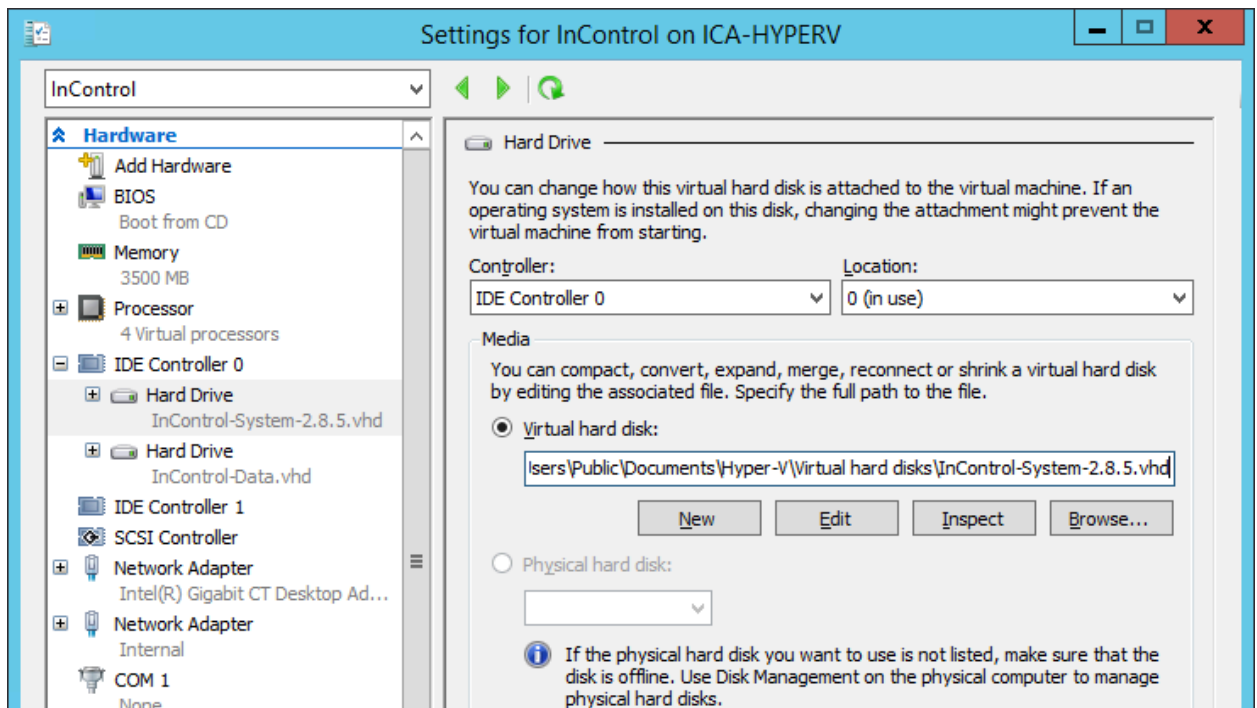 Settings for InControl on ICA-HYPERV
InControl
Hardware
Add Hardware
BIOS
Boot from CD
Memory
3500 MB
Processor
4 Virtual processors
IDE Controller 0
Hard Drive
InControl-System-2.8.5.vhd
Hard Drive
InControl-Data.vhd
IDE Controller 1
SCSI Controller
Network Adapter
Intel(R) Gigabit CT Desktop Ad...
Network Adapter
Internal
COM 1
None
Hard Drive
You can change how this virtual hard disk is attached to the virtual machine. If an
operating system is installed on this disk, changing the attachment might prevent the
virtual machine from starting.
Controller:
Location:
IDE Controller 0
0 (in use)
Media
You can compact, convert, expand, merge, reconnect or shrink a virtual hard disk
by editing the associated file. Specify the full path to the file.
Virtual hard disk:
sers\Public\Documents\Hyper-V\Virtual hard disks\InControl-System-2.8.5.vhd
New
Edit
Inspect
Browse...
Physical hard disk:
If the physical hard disk you want to use is not listed, make sure that the
disk is offline. Use Disk Management on the physical computer to manage
physical hard disks.